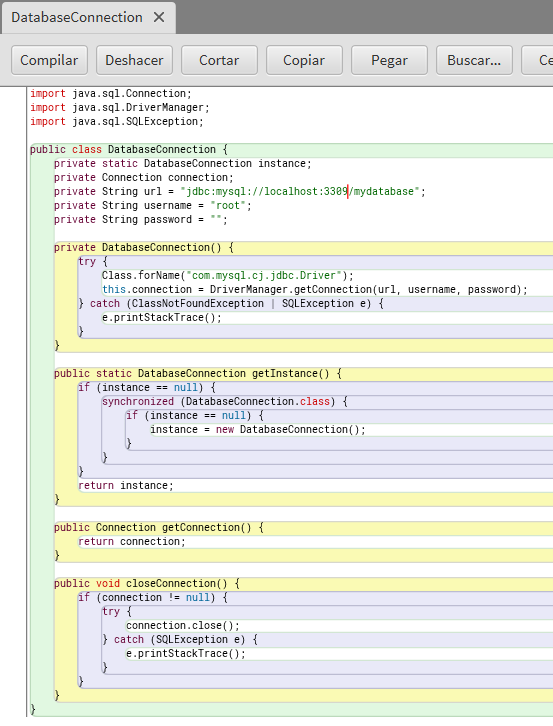 DatabaseConnection ✕
Compilar Deshacer Cortar Copiar Pegar Buscar... Ce
import java.sql.Connection;
import java.sql.DriverManager;
import java.sql.SQLException;
public class DatabaseConnection {
private static DatabaseConnection instance;
private Connection connection;
private String url = "jdbc:mysql://localhost:3309/mydatabase";
private String username = "root";
private String password = "";
private DatabaseConnection() {
try {
Class.forName("com.mysql.cj.jdbc.Driver");
this.connection = DriverManager.getConnection(url, username, password);
} catch (ClassNotFoundException | SQLException e) {
e.printStackTrace();
}
}
public static DatabaseConnection getInstance() {
if (instance == null) {
synchronized (DatabaseConnection.class) {
if (instance == null) {
instance = new DatabaseConnection();
}
}
}
return instance;
}
public Connection getConnection() {
return connection;
}
public void closeConnection() {
if (connection != null) {
try {
connection.close();
} catch (SQLException e) {
e.printStackTrace();
}
}
}
}